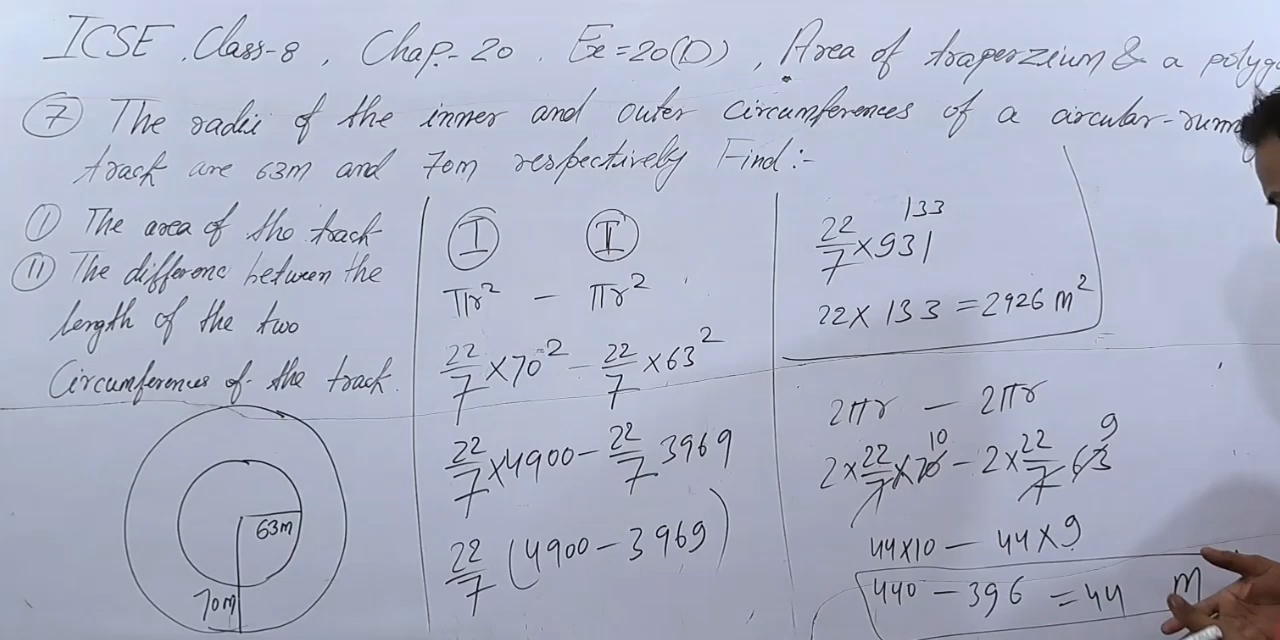 ICSE, Class-8, Chap.-20. Ex=20(D), Area of traperzium & a polyg
⑦ The radii of the inner and outer circumferences of a circular-runn
track are 63m and 70m respectively Find:-
Ⓘ The area of the track
Ⓘⓘ The differenc between the
length of the two
Circumferences of the track.
63m
70m
Ⓘ Ⓘⓘ
πr² – πr²
22/7 × 70² – 22/7 × 63²
22/7 × 4900 – 22/7 3969
22/7 (4900 – 3969)
133
22/7 × 931
22 × 133 = 2926 m²
2πr – 2πr
10 9
2 × 22/7 × 70 – 2 × 22/7 63
44×10 – 44×9
440 – 396 = 44 m